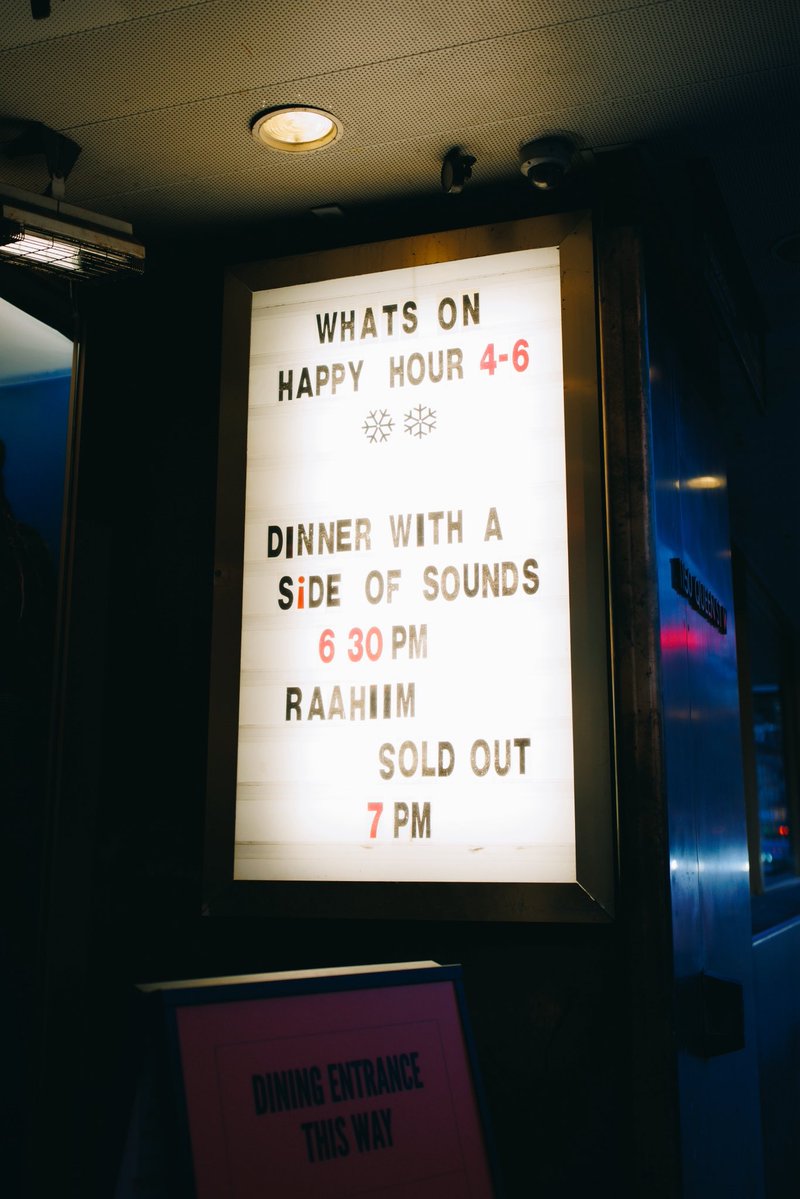 WHATS ON
HAPPY HOUR 4-6
DINNER WITH A
SiDE OF SOUNDS
6 30 PM
RAAHIIM
SOLD OUT
7 PM
DINING ENTRANCE
THIS WAY